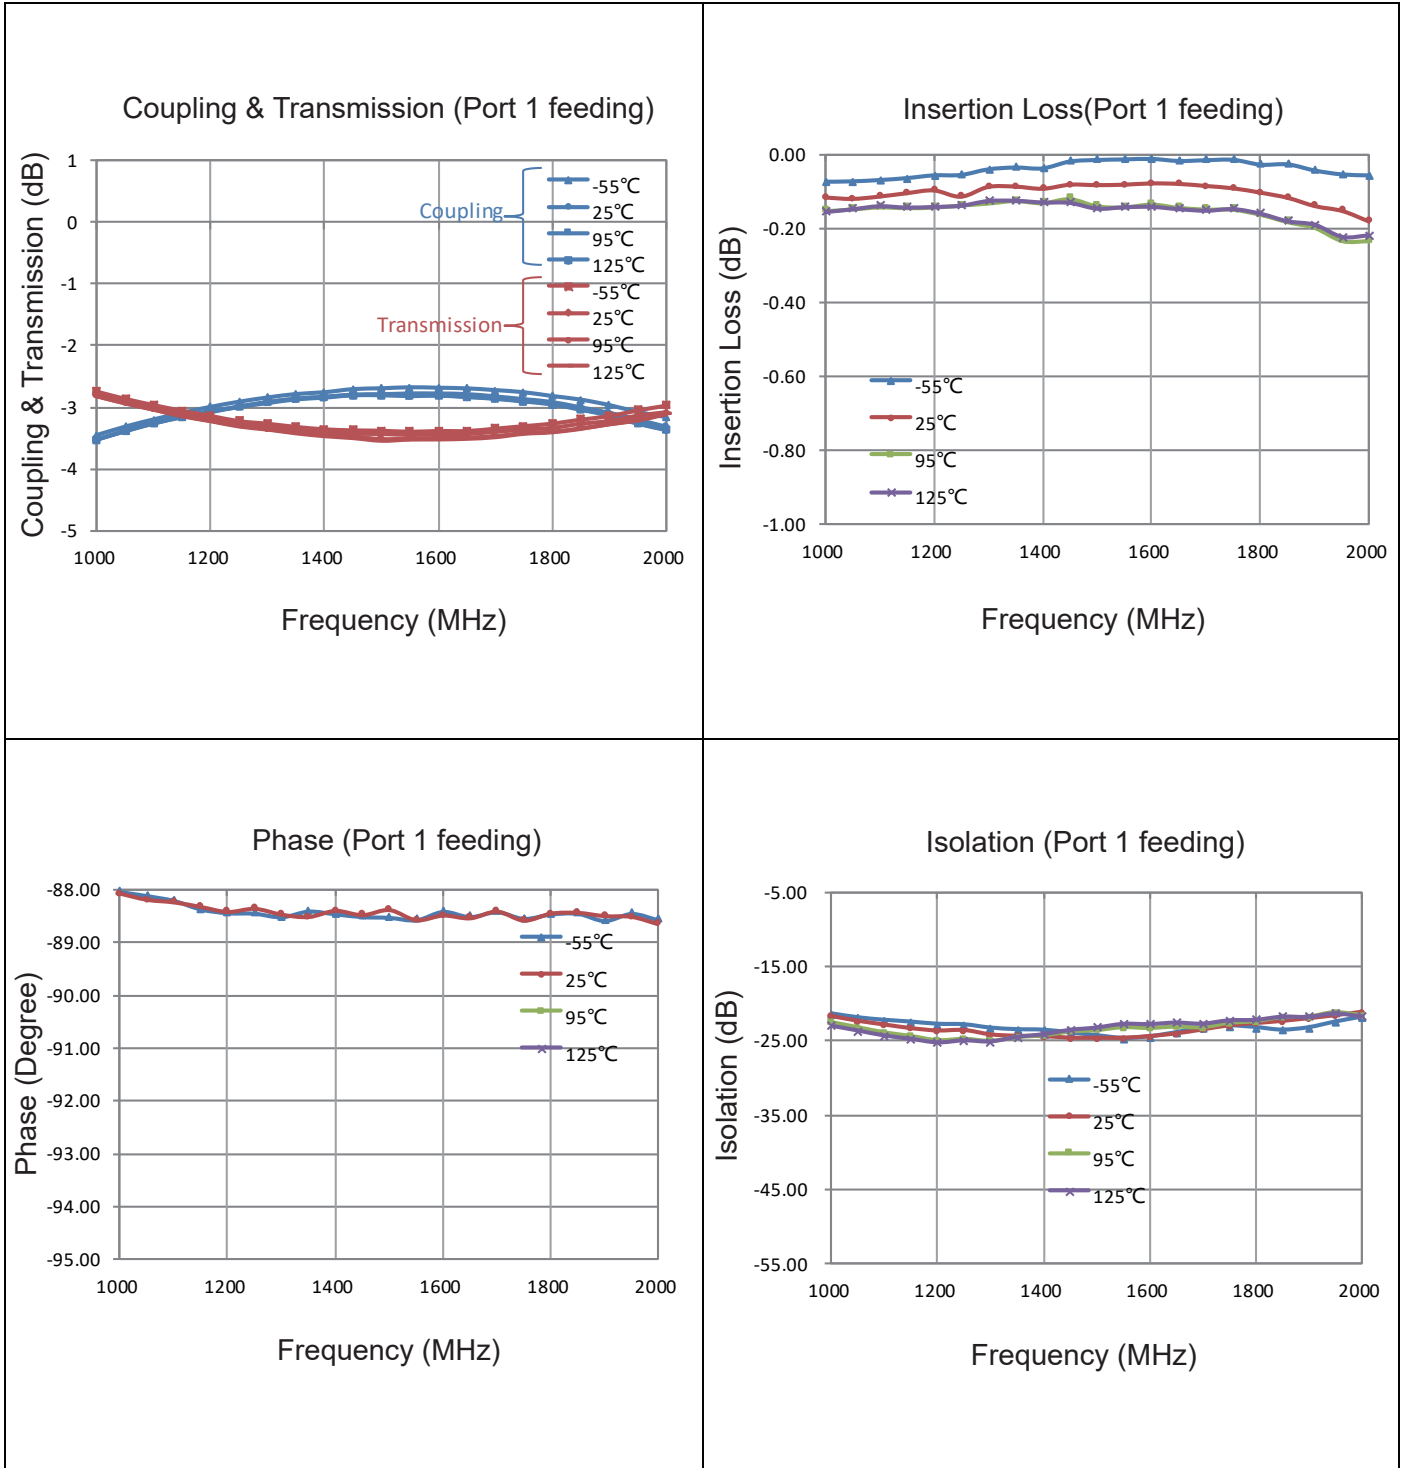 Coupling & Transmission (Port 1 feeding)
Coupling & Transmission (dB)
1
0
-1
-2
-3
-4
-5
Coupling
-55℃
25℃
95℃
125℃
Transmission
-55℃
25℃
95℃
125℃
1000 1200 1400 1600 1800 2000
Frequency (MHz)
Insertion Loss(Port 1 feeding)
Insertion Loss (dB)
0.00
-0.20
-0.40
-0.60
-0.80
-1.00
-55℃
25℃
95℃
125℃
1000 1200 1400 1600 1800 2000
Frequency (MHz)
Phase (Port 1 feeding)
Phase (Degree)
-88.00
-89.00
-90.00
-91.00
-92.00
-93.00
-94.00
-95.00
-55℃
25℃
95℃
125℃
1000 1200 1400 1600 1800 2000
Frequency (MHz)
Isolation (Port 1 feeding)
Isolation (dB)
-5.00
-15.00
-25.00
-35.00
-45.00
-55.00
-55℃
25℃
95℃
125℃
1000 1200 1400 1600 1800 2000
Frequency (MHz)